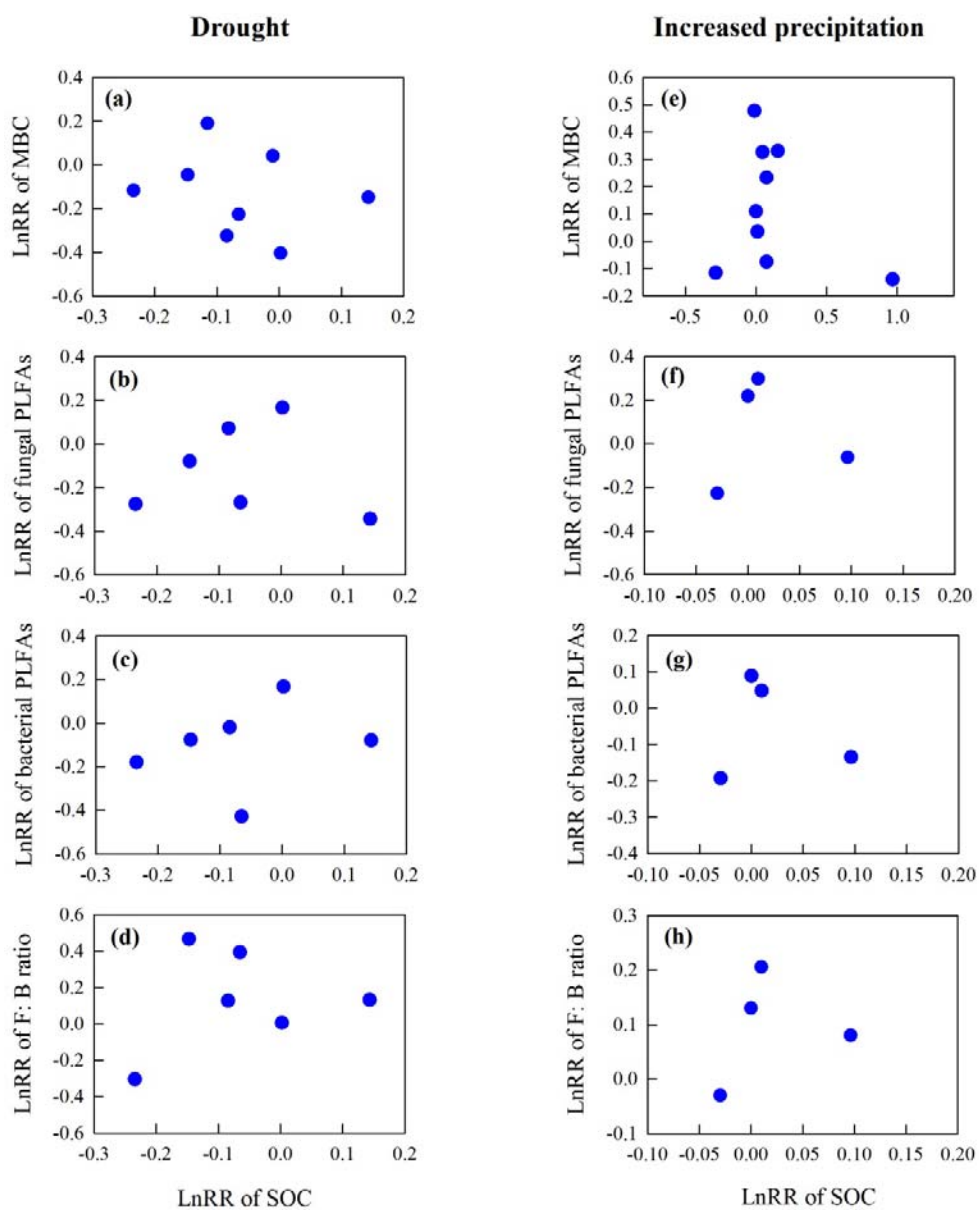 Drought
Increased precipitation
(a)
LnRR of MBC
0.4
0.2
0.0
-0.2
-0.4
-0.6
-0.3 -0.2 -0.1 0.0 0.1 0.2
(e)
LnRR of MBC
0.6
0.5
0.4
0.3
0.2
0.1
0.0
-0.1
-0.2
-0.5 0.0 0.5 1.0
(b)
LnRR of fungal PLFAs
0.4
0.2
0.0
-0.2
-0.4
-0.6
-0.3 -0.2 -0.1 0.0 0.1 0.2
(f)
LnRR of fungal PLFAs
0.4
0.2
0.0
-0.2
-0.4
-0.6
-0.10 -0.05 0.00 0.05 0.10 0.15 0.20
(c)
LnRR of bacterial PLFAs
0.4
0.2
0.0
-0.2
-0.4
-0.6
-0.3 -0.2 -0.1 0.0 0.1 0.2
(g)
LnRR of bacterial PLFAs
0.2
0.1
0.0
-0.1
-0.2
-0.3
-0.4
-0.10 -0.05 0.00 0.05 0.10 0.15 0.20
(d)
LnRR of F: B ratio
0.6
0.4
0.2
0.0
-0.2
-0.4
-0.6
-0.3 -0.2 -0.1 0.0 0.1 0.2
LnRR of SOC
(h)
LnRR of F: B ratio
0.3
0.2
0.1
0.0
-0.1
-0.10 -0.05 0.00 0.05 0.10 0.15 0.20
LnRR of SOC